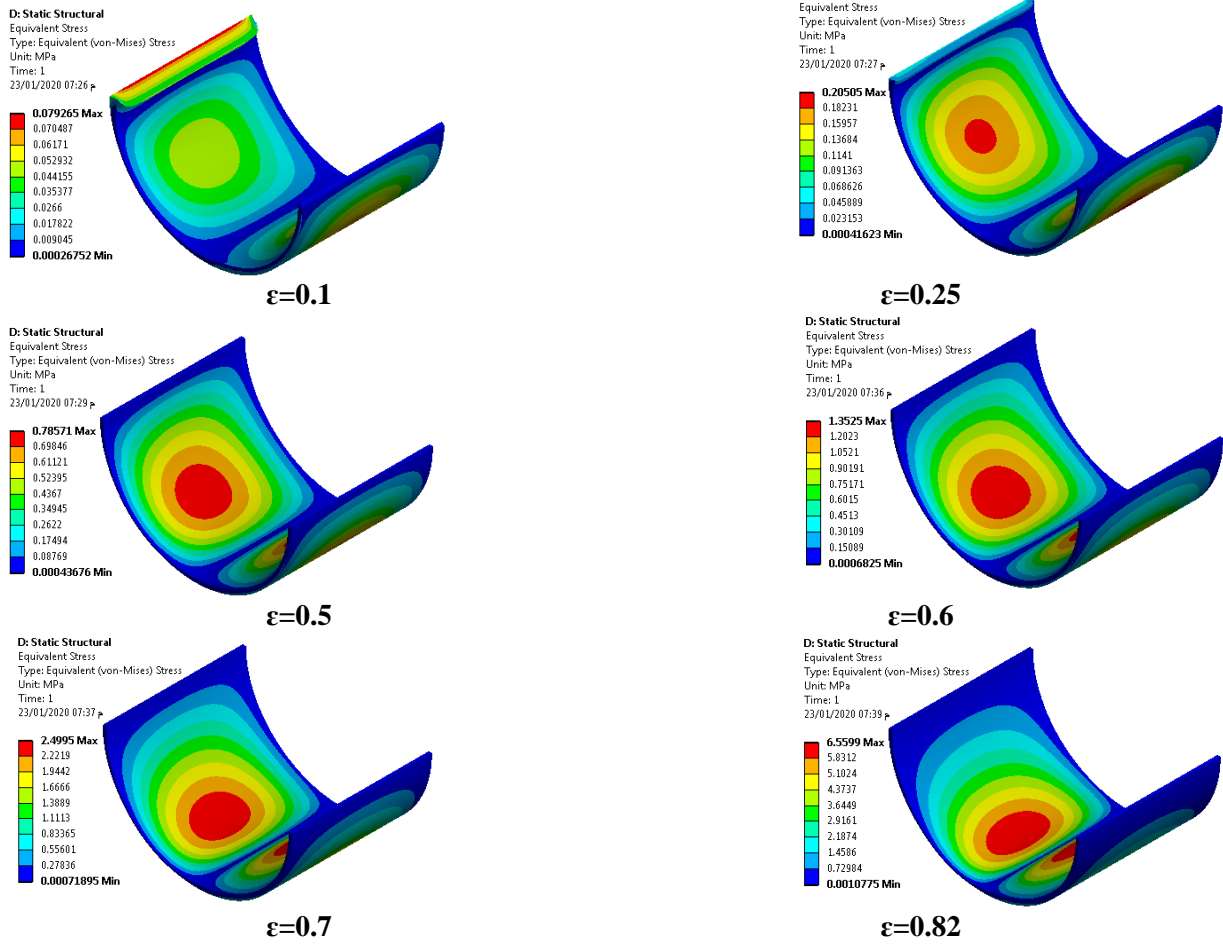 D: Static Structural
Equivalent Stress
Type: Equivalent (von-Mises) Stress
Unit: MPa
Time: 1
23/01/2020 07:26 م
0.079265 Max
0.070487
0.06171
0.052932
0.044155
0.035377
0.0266
0.017822
0.009045
0.00026752 Min
ε=0.1
Equivalent Stress
Type: Equivalent (von-Mises) Stress
Unit: MPa
Time: 1
23/01/2020 07:27 م
0.20505 Max
0.18231
0.15957
0.13684
0.1141
0.091363
0.068626
0.045889
0.023153
0.00041623 Min
ε=0.25
D: Static Structural
Equivalent Stress
Type: Equivalent (von-Mises) Stress
Unit: MPa
Time: 1
23/01/2020 07:29 م
0.78571 Max
0.69846
0.61121
0.52395
0.4367
0.34945
0.2622
0.17494
0.08769
0.00043676 Min
ε=0.5
D: Static Structural
Equivalent Stress
Type: Equivalent (von-Mises) Stress
Unit: MPa
Time: 1
23/01/2020 07:36 م
1.3525 Max
1.2023
1.0521
0.90191
0.75171
0.6015
0.4513
0.30109
0.15089
0.0006825 Min
ε=0.6
D: Static Structural
Equivalent Stress
Type: Equivalent (von-Mises) Stress
Unit: MPa
Time: 1
23/01/2020 07:37 م
2.4995 Max
2.2219
1.9442
1.6666
1.3889
1.1113
0.83365
0.55601
0.27836
0.00071895 Min
ε=0.7
D: Static Structural
Equivalent Stress
Type: Equivalent (von-Mises) Stress
Unit: MPa
Time: 1
23/01/2020 07:39 م
6.5599 Max
5.8312
5.1024
4.3737
3.6449
2.9161
2.1874
1.4586
0.72984
0.0010775 Min
ε=0.82